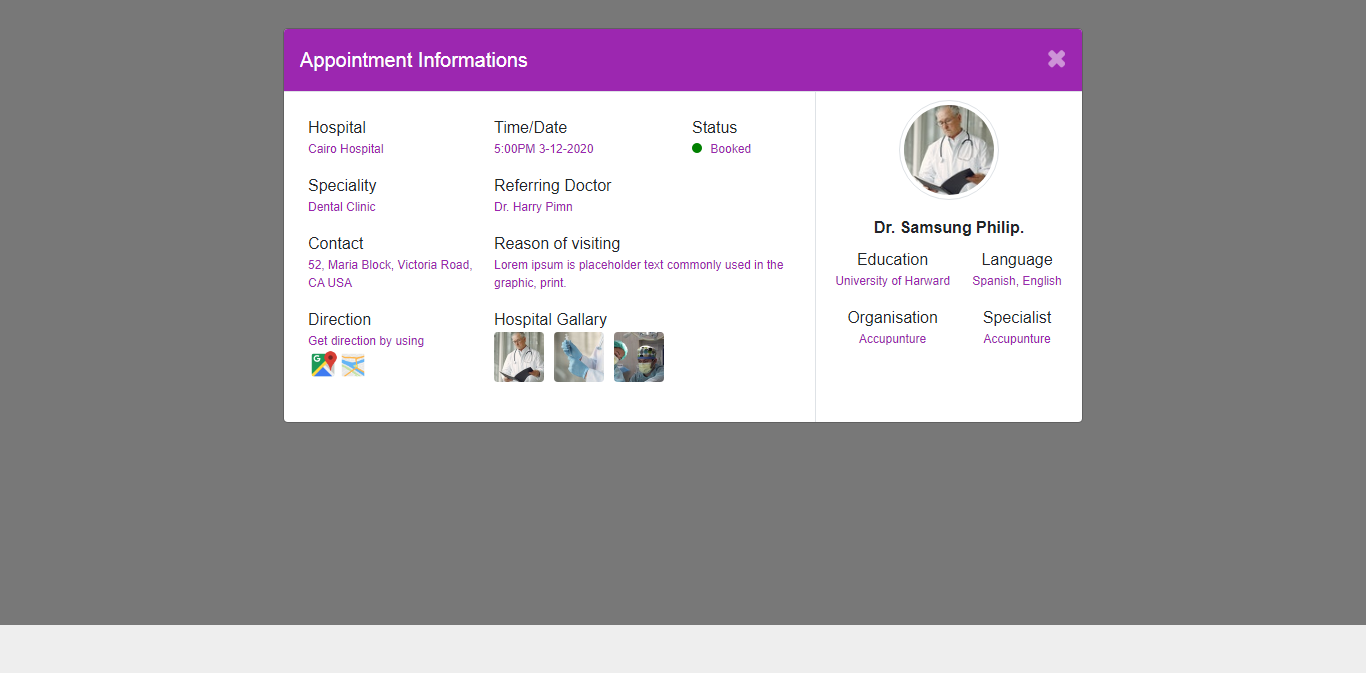 Appointment Informations
Hospital
Cairo Hospital
Time/Date
5:00PM 3-12-2020
Status
Booked
Speciality
Dental Clinic
Referring Doctor
Dr. Harry Pimn
Contact
52, Maria Block, Victoria Road,
CA USA
Reason of visiting
Lorem ipsum is placeholder text commonly used in the
graphic, print.
Direction
Get direction by using
G
Hospital Gallary
Dr. Samsung Philip.
Education
University of Harward
Language
Spanish, English
Organisation
Accupunture
Specialist
Accupunture